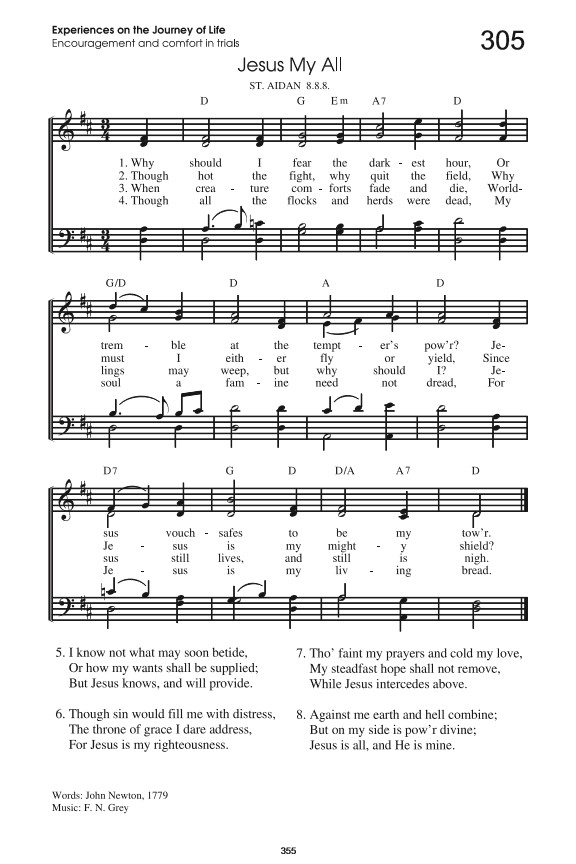 Experiences on the Journey of Life
Encouragement and comfort in trials
305
Jesus My All
ST. AIDAN 8.8.8.
D G Em A7 D
1. Why should I fear the dark - est hour, Or
2. Though hot the fight, why quit the field, Why
3. When crea - ture com - forts fade and die, World-
4. Though all the flocks and herds were dead, My
G/D D A D
trem - ble at the tempt - er's pow'r? Je-
must I eith - er fly or yield, Since
lings may weep, but why should I? Je-
soul a fam - ine need not dread, For
D7 G D D/A A7 D
sus vouch - safes to be my tow'r.
Je - sus is my might - y shield?
sus still lives, and still is nigh.
Je - sus is my liv - ing bread.
5. I know not what may soon betide,
Or how my wants shall be supplied;
But Jesus knows, and will provide.
6. Though sin would fill me with distress,
The throne of grace I dare address,
For Jesus is my righteousness.
7. Tho' faint my prayers and cold my love,
My steadfast hope shall not remove,
While Jesus intercedes above.
8. Against me earth and hell combine;
But on my side is pow'r divine;
Jesus is all, and He is mine.
Words: John Newton, 1779
Music: F. N. Grey
355